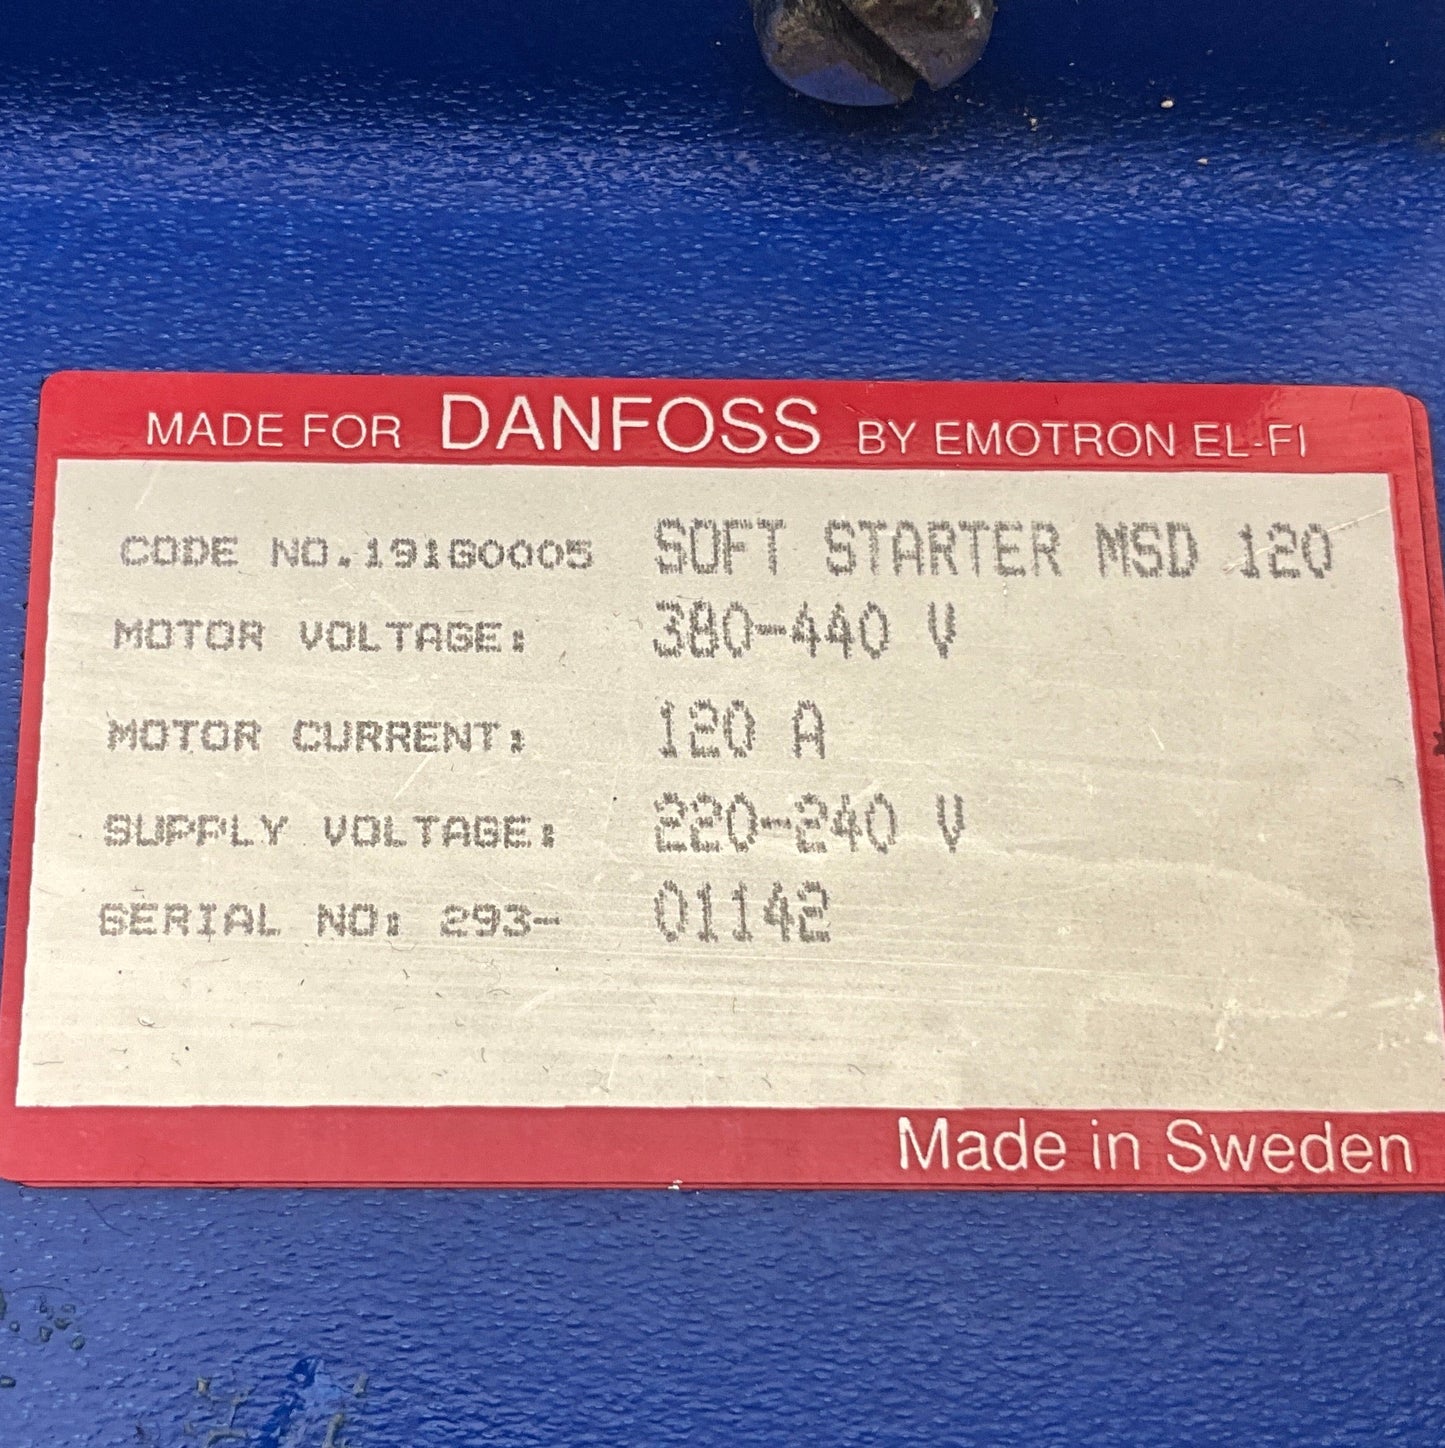 MADE FOR DANFOSS BY EMOTRON EL-FI
CODE NO.191G0005 SOFT STARTER MSD 120
MOTOR VOLTAGE: 380-440 V
MOTOR CURRENT: 120 A
SUPPLY VOLTAGE: 220-240 V
SERIAL NO: 293- 01142
Made in Sweden